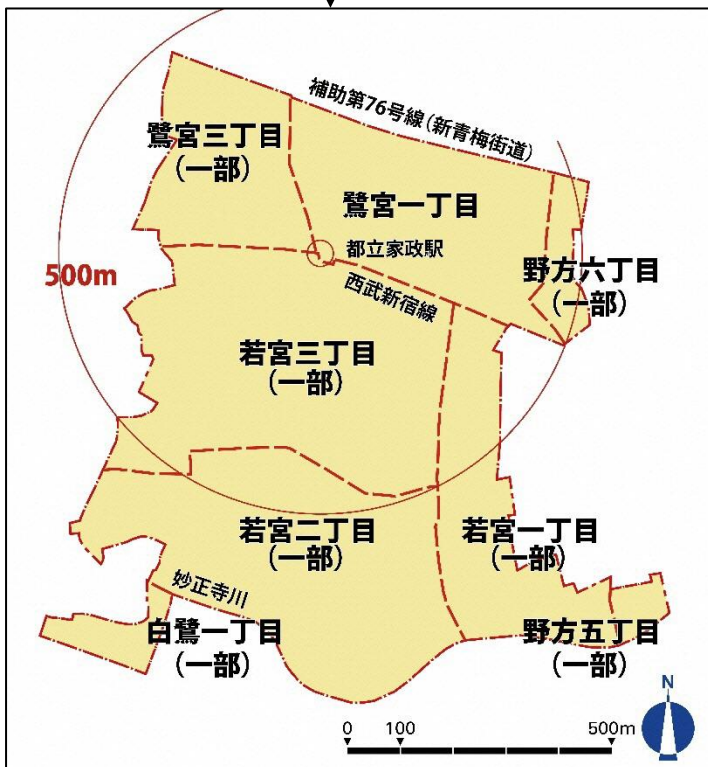 補助第76号線(新青梅街道)
鷺宮三丁目
(一部)
鷺宮一丁目
都立家政駅
500m
西武新宿線
野方六丁目
(一部)
若宮三丁目
(一部)
若宮二丁目
(一部)
若宮一丁目
(一部)
妙正寺川
白鷺一丁目
(一部)
野方五丁目
(一部)
N
0 100 500m